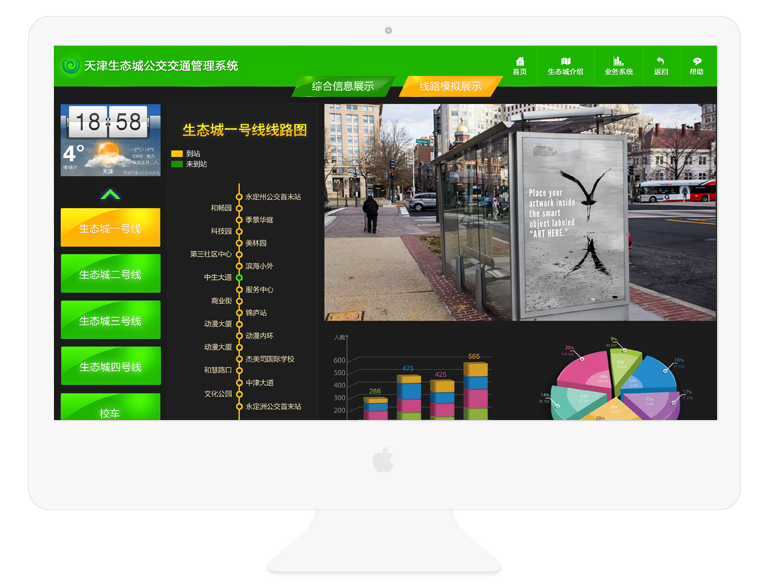 天津生态城公交交通管理系统
首页 生态城介绍 业务系统 返回 帮助
综合信息展示 线路模拟展示
18 58
4°
天津
生态城一号线
生态城二号线
生态城三号线
生态城四号线
校车
生态城一号线线路图
到站
未到站
永定州公交首末站
和畅园
季景华庭
科技园
美林园
第三社区中心
滨海小外
中生大道
服务中心
商业街
锦庐站
动漫大厦
动漫内环
动漫大厦
杰美司国际学校
和慧路口
中津大道
文化公园
永定洲公交首末站
Place your
artwork inside
the smart
object labeled
"ART HERE."
人数
600
500
400
300
200
286
475
425
565